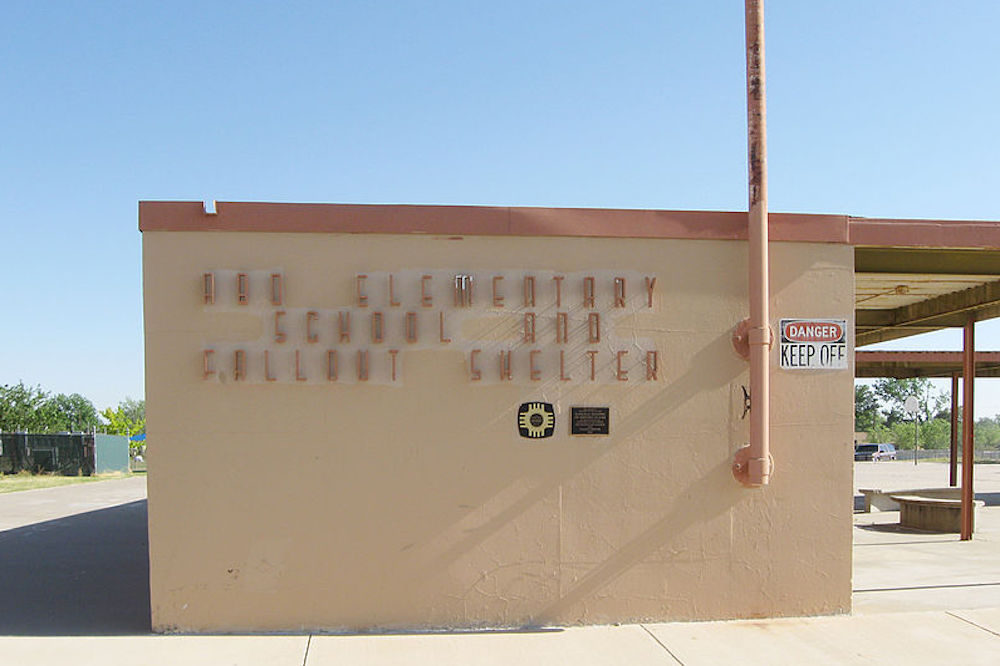 ABO ELEMENTARY
SCHOOL AND
FALLOUT SHELTER
DANGER
KEEP OFF